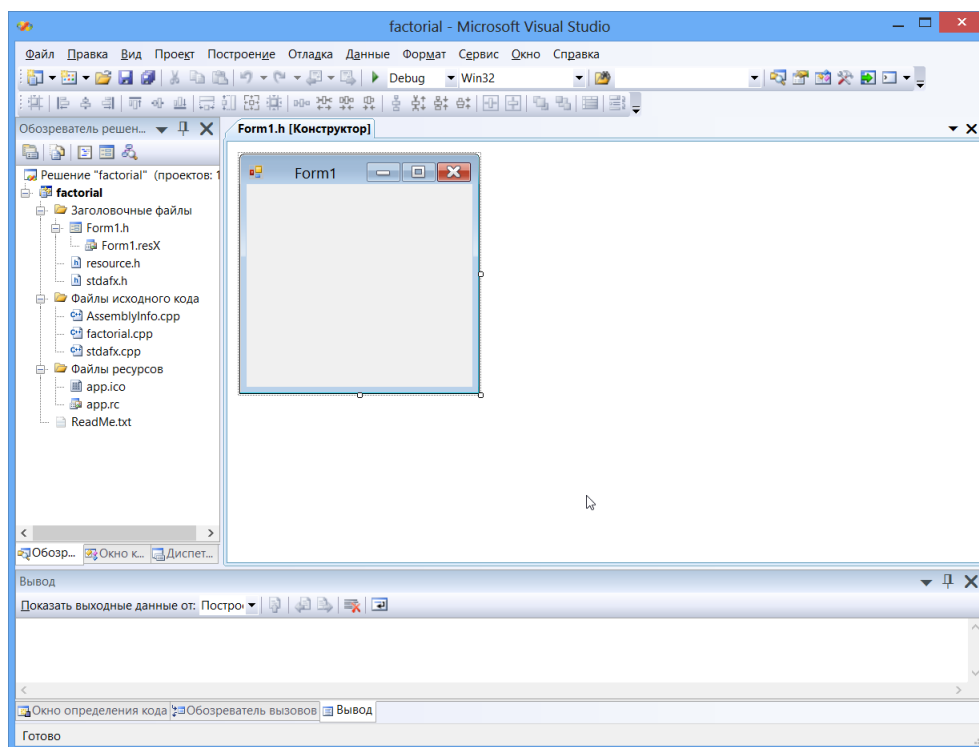 factorial - Microsoft Visual Studio
Файл Правка Вид Проект Построение Отладка Данные Формат Сервис Окно Справка
Debug Win32
Обозреватель решен...
Form1.h [Конструктор]
Решение "factorial" (проектов: 1
factorial
Заголовочные файлы
Form1.h
Form1.resX
resource.h
stdafx.h
Файлы исходного кода
AssemblyInfo.cpp
factorial.cpp
stdafx.cpp
Файлы ресурсов
app.ico
app.rc
ReadMe.txt
Form1
Обозр... Окно к... Диспет...
Вывод
Показать выходные данные от: Построе
Окно определения кода Обозреватель вызовов Вывод
Готово